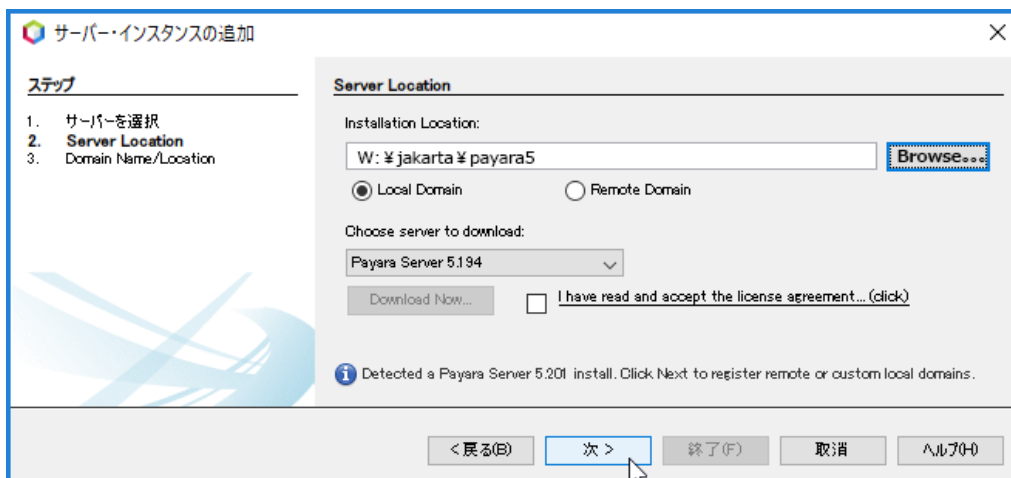 サーバー・インスタンスの追加
ステップ
1. サーバーを選択
2. Server Location
3. Domain Name/Location
Server Location
Installation Location:
W:¥jakarta¥payara5
Browse...
Local Domain
Remote Domain
Choose server to download:
Payara Server 5.194
Download Now...
I have read and accept the license agreement... (click)
Detected a Payara Server 5.201 install. Click Next to register remote or custom local domains.
<戻る(B)
次 >
終了(F)
取消
ヘルプ(H)